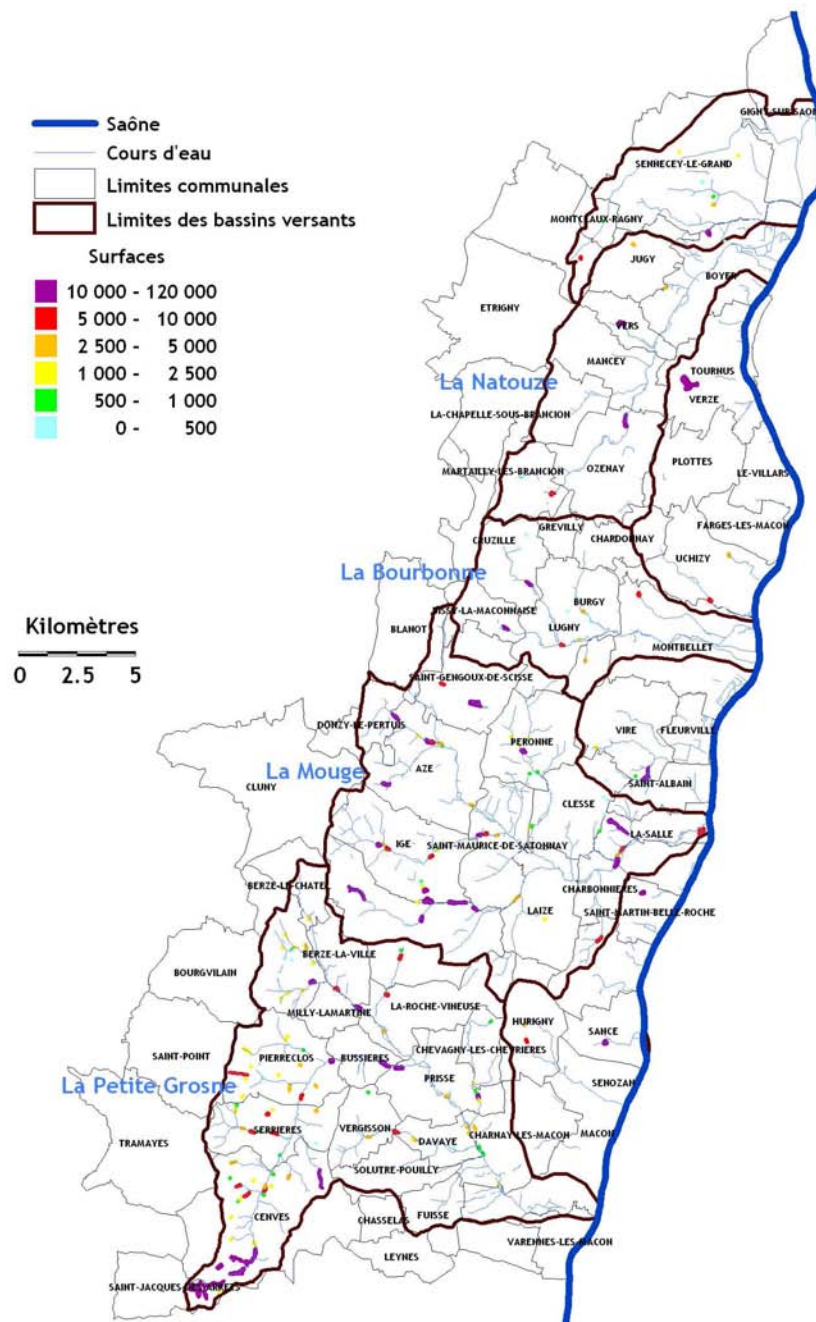 Saône
Cours d'eau
Limites communales
Limites des bassins versants
Surfaces
10 000 - 120 000
5 000 - 10 000
2 500 - 5 000
1 000 - 2 500
500 - 1 000
0 - 500
Kilomètres
0 2.5 5
SENNECEY-LE-GRAND
JUGY
BOYER
ETRIGNY
VERS
MANCEY
La Natouze
TOURNUS
VERZE
LA-CHAPELLE-SOUS-BRANCION
MARTAILLY-LES-BRANCION
OZENAY
PLOTTES
LE-VILLARS
FARGES-LES-MACON
CRUZILLE
GREVILLY
CHARDONNAY
UCHIZY
La Bourbonne
BURGY
BLANOT
LUGNY
MONTBELLET
SAINT-GENGOUX-DE-SCISSE
DONZY-LE-PERTUIS
VIRE
FLEURVILLE
PERONNE
La Mouge
AZE
SAINT-ALBAIN
CLUNY
CLESSE
LA-SALLE
IGE
SAINT-MAURICE-DE-SATONNAY
BERZE-LE-CHATEL
CHARBONNIERES
LAIZE
SAINT-MARTIN-BELLE-ROCHE
BERZE-LA-VILLE
BOURGVILAIN
LA-ROCHE-VINEUSE
MILLY-LAMARTINE
HURIGNY
SANCE
SAINT-POINT
PIERRECLOS
BUSSIERES
CHEVAGNY-LES-CHEVRIERES
La Petite Grosne
PRISSE
SENOZAN
TRAMAYES
SERRIERES
VERGISSON
DAVAYE
CHARNAY-LES-MACON
MACON
SOLUTRE-POUILLY
CENVES
CHASSELAS
FUISSE
LEYNES
VARENNES-LES-MACON